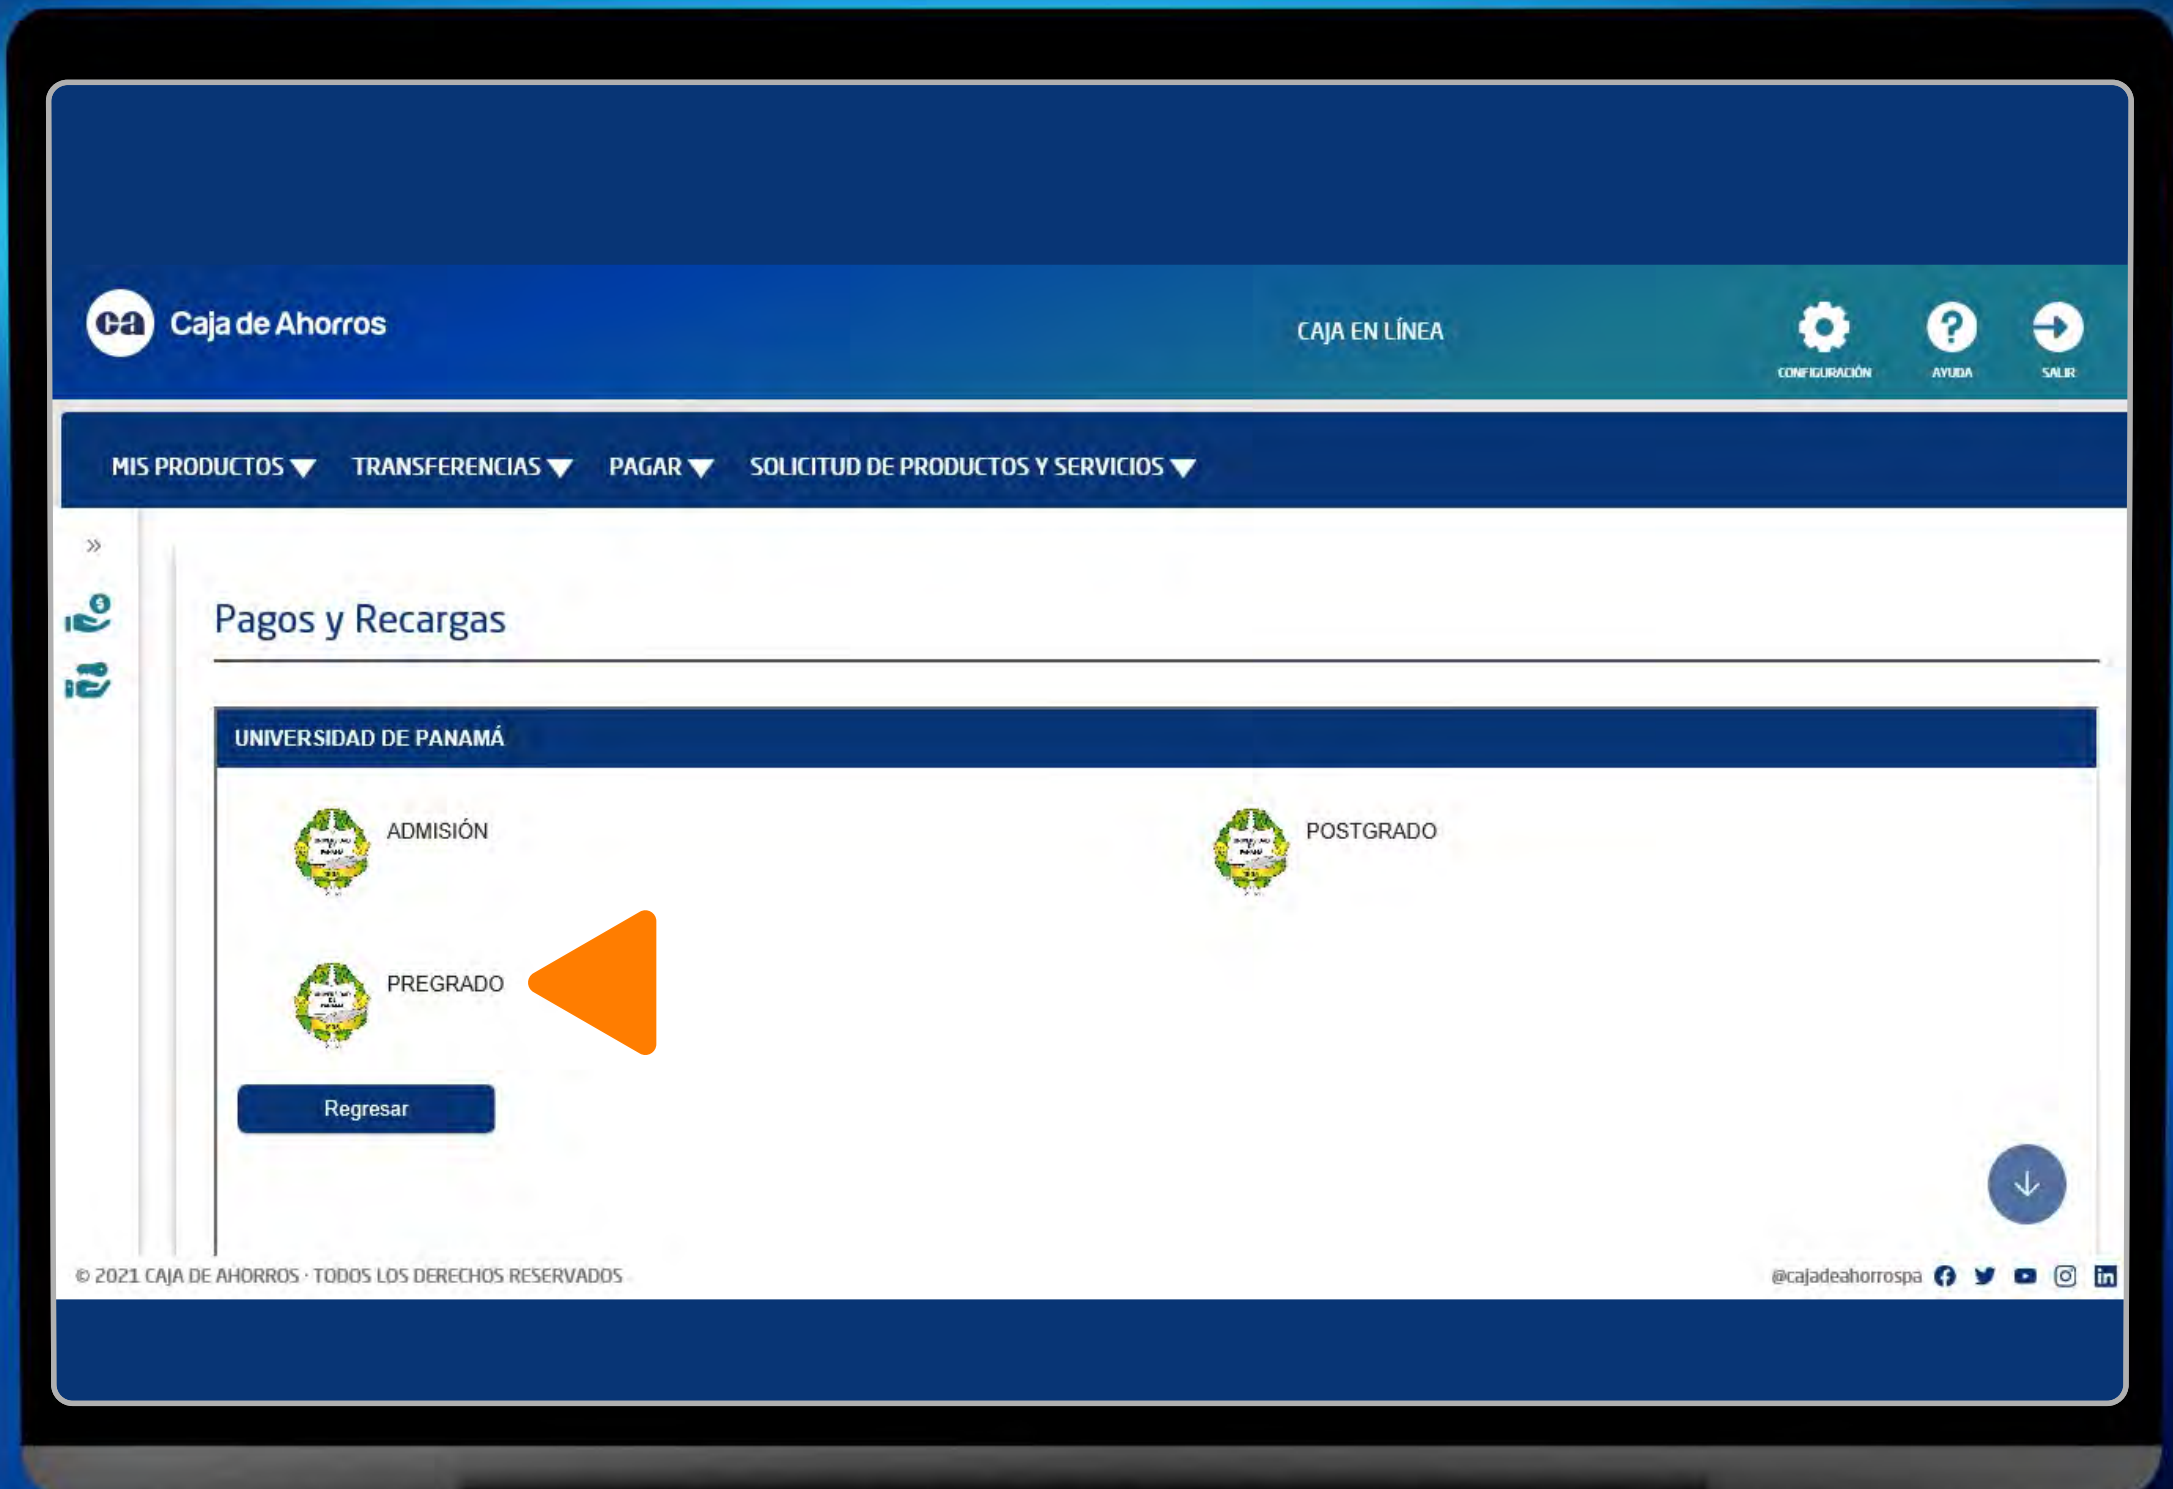 ca Caja de Ahorros
CAJA EN LÍNEA
CONFIGURACIÓN
AYUDA
SALIR
MIS PRODUCTOS
TRANSFERENCIAS
PAGAR
SOLICITUD DE PRODUCTOS Y SERVICIOS
Pagos y Recargas
UNIVERSIDAD DE PANAMÁ
ADMISIÓN
POSTGRADO
PREGRADO
Regresar
© 2021 CAJA DE AHORROS · TODOS LOS DERECHOS RESERVADOS
@cajadeahorrospa